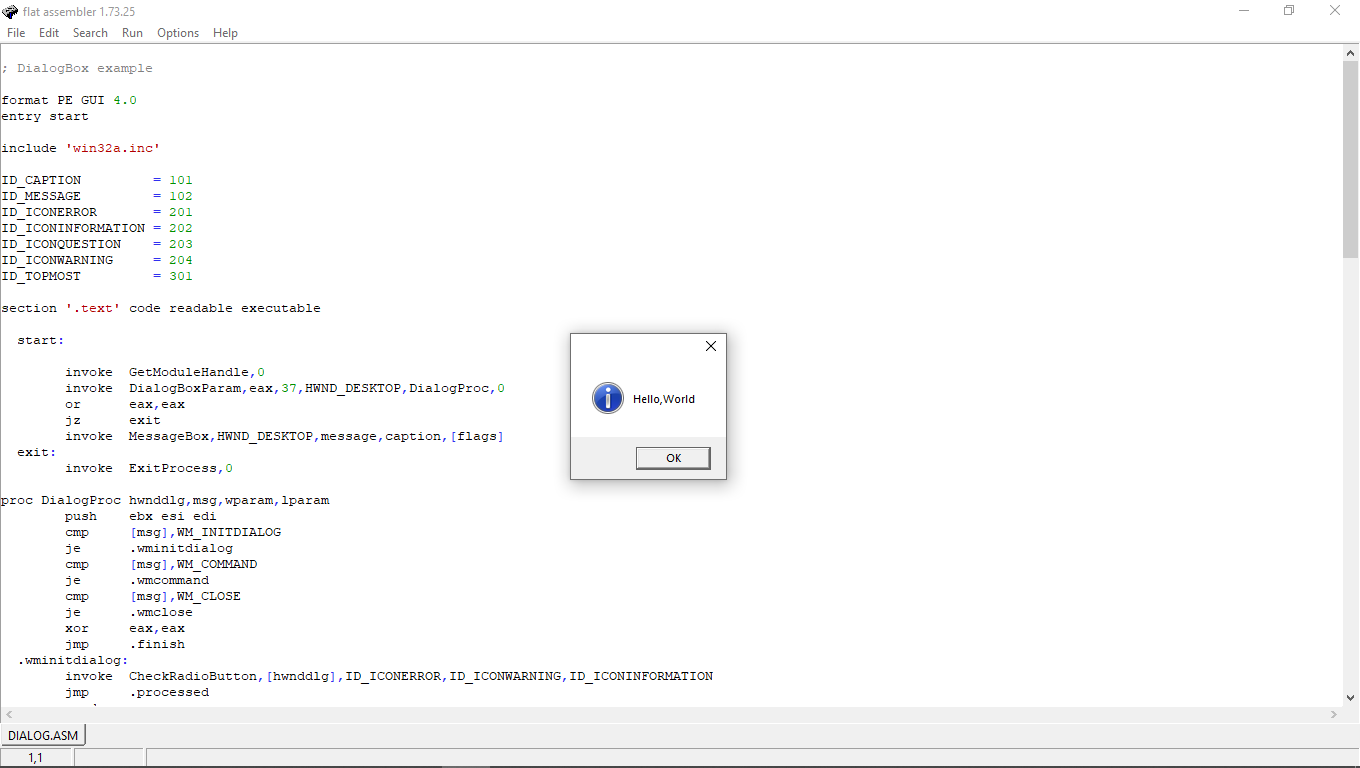 flat assembler 1.73.25
File Edit Search Run Options Help
; DialogBox example
format PE GUI 4.0
entry start
include 'win32a.inc'
ID_CAPTION = 101
ID_MESSAGE = 102
ID_ICONERROR = 201
ID_ICONINFORMATION = 202
ID_ICONQUESTION = 203
ID_ICONWARNING = 204
ID_TOPMOST = 301
section '.text' code readable executable
start:
invoke GetModuleHandle,0
invoke DialogBoxParam,eax,37,HWND_DESKTOP,DialogProc,0
or eax,eax
jz exit
invoke MessageBox,HWND_DESKTOP,message,caption,[flags]
exit:
invoke ExitProcess,0
proc DialogProc hwnddlg,msg,wparam,lparam
push ebx esi edi
cmp [msg],WM_INITDIALOG
je .wminitdialog
cmp [msg],WM_COMMAND
je .wmcommand
cmp [msg],WM_CLOSE
je .wmclose
xor eax,eax
jmp .finish
.wminitdialog:
invoke CheckRadioButton,[hwnddlg],ID_ICONERROR,ID_ICONWARNING,ID_ICONINFORMATION
jmp .processed
Hello,World
OK
DIALOG.ASM
1,1